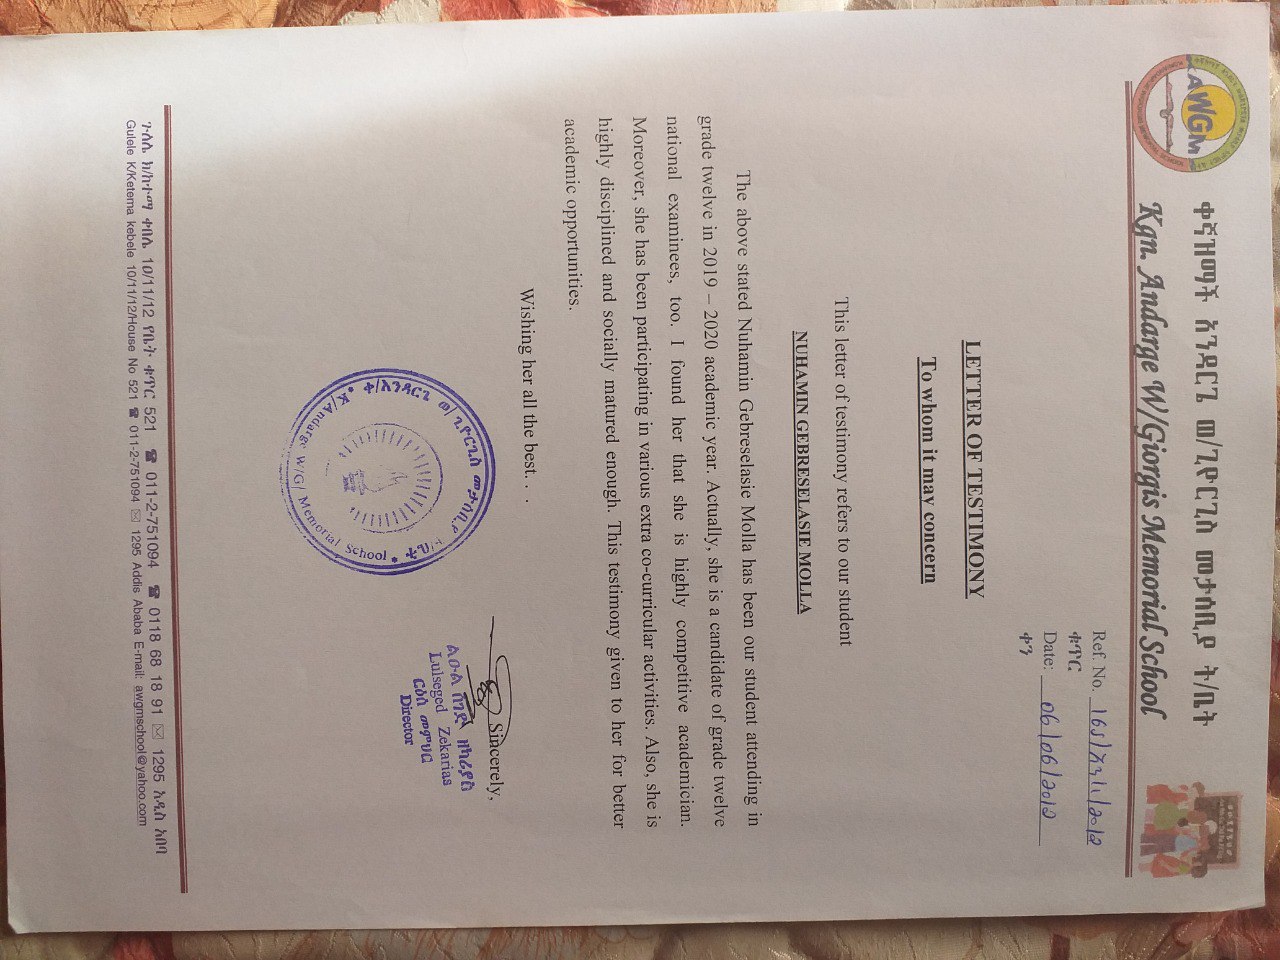 AWGM
ቀኛዝማች አንዳርጌ ወ/ጊዮርጊስ መታሰቢያ ት/ቤት
Kgn. Andarge W/Giorgis Memorial School
Ref. No.
ቁጥር
Date: 06/06/2012
ቀን
LETTER OF TESTIMONY
To whom it may concern
This letter of testimony refers to our student
NUHAMIN GEBRESELASIE MOLLA
The above stated Nuhamin Gebreselasie Molla has been our student attending in
grade twelve in 2019 – 2020 academic year. Actually, she is a candidate of grade twelve
national examinees, too. I found her that she is highly competitive academician.
Moreover, she has been participating in various extra co-curricular activities. Also, she is
highly disciplined and socially matured enough. This testimony given to her for better
academic opportunities.
Wishing her all the best. . .
Sincerely,
ልዑል ሰገድ ዘካሪያስ
Lulseged Zekarias
ርዕሰ መምህር
Director
ቀ/አንዳርጌ ወ/ጊዮርጊስ መታሰቢያ ት/ቤት
K/Andarge W/G/ Memorial School
ጉለሌ ክ/ከተማ ቀበሌ 10/11/12 የቤት ቁጥር 521 ☎ 011-2-751094 ☎ 0118 68 18 91 ✉ 1295 አዲስ አበባ
Gulele K/Ketema kebele 10/11/12/House No 521 ☎ 011-2-751094 ✉ 1295 Addis Ababa E-mail: awgmschool@yahoo.com